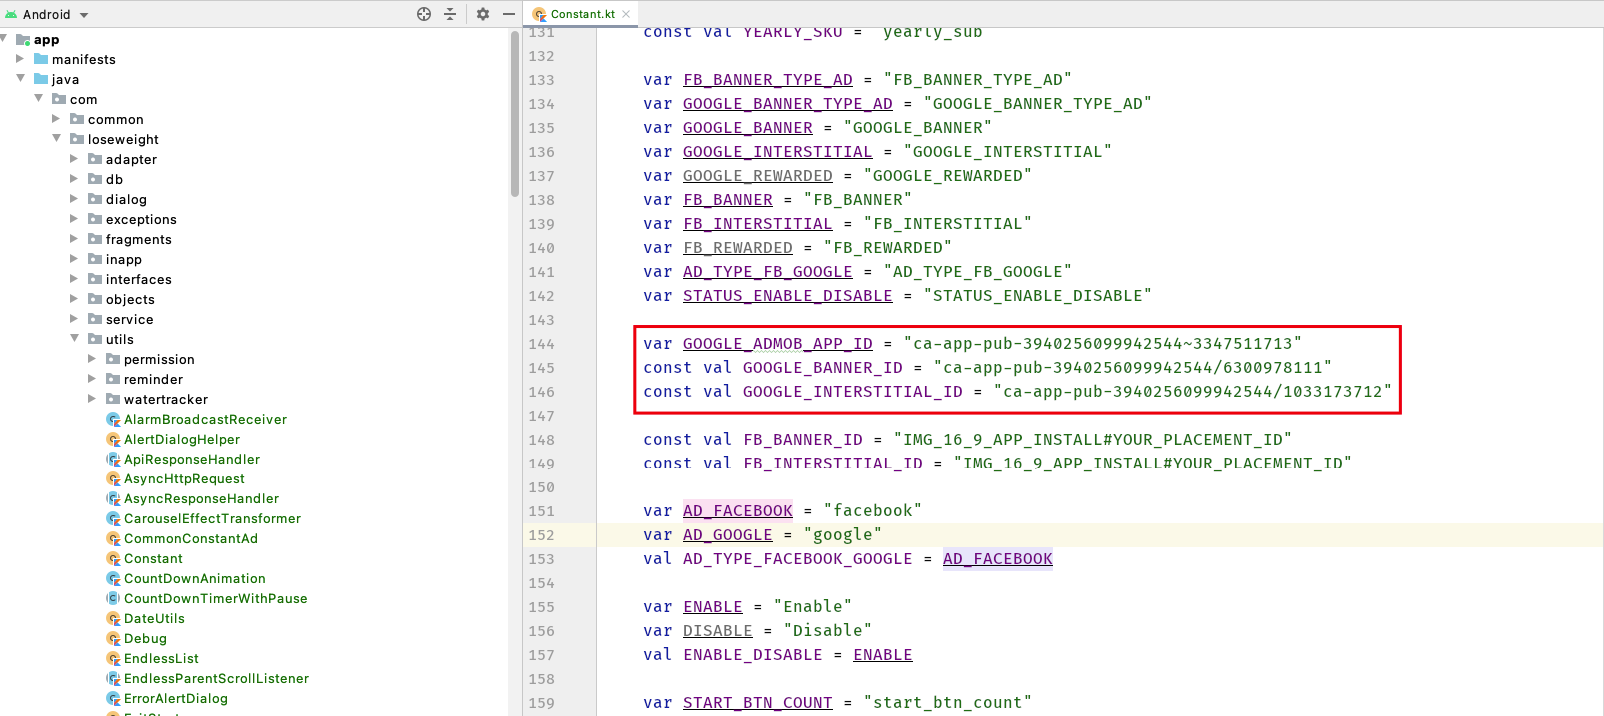 Android
app
manifests
java
com
common
loseweight
adapter
db
dialog
exceptions
fragments
inapp
interfaces
objects
service
utils
permission
reminder
watertracker
AlarmBroadcastReceiver
AlertDialogHelper
ApiResponseHandler
AsyncHttpRequest
AsyncResponseHandler
CarouselEffectTransformer
CommonConstantAd
Constant
CountDownAnimation
CountDownTimerWithPause
DateUtils
Debug
EndlessList
EndlessParentScrollListener
ErrorAlertDialog
Constant.kt
131 const val YEARLY_SKU = "yearly_sub"
132
133 var FB_BANNER_TYPE_AD = "FB_BANNER_TYPE_AD"
134 var GOOGLE_BANNER_TYPE_AD = "GOOGLE_BANNER_TYPE_AD"
135 var GOOGLE_BANNER = "GOOGLE_BANNER"
136 var GOOGLE_INTERSTITIAL = "GOOGLE_INTERSTITIAL"
137 var GOOGLE_REWARDED = "GOOGLE_REWARDED"
138 var FB_BANNER = "FB_BANNER"
139 var FB_INTERSTITIAL = "FB_INTERSTITIAL"
140 var FB_REWARDED = "FB_REWARDED"
141 var AD_TYPE_FB_GOOGLE = "AD_TYPE_FB_GOOGLE"
142 var STATUS_ENABLE_DISABLE = "STATUS_ENABLE_DISABLE"
143
144 var GOOGLE_ADMOB_APP_ID = "ca-app-pub-3940256099942544~3347511713"
145 const val GOOGLE_BANNER_ID = "ca-app-pub-3940256099942544/6300978111"
146 const val GOOGLE_INTERSTITIAL_ID = "ca-app-pub-3940256099942544/1033173712"
147
148 const val FB_BANNER_ID = "IMG_16_9_APP_INSTALL#YOUR_PLACEMENT_ID"
149 const val FB_INTERSTITIAL_ID = "IMG_16_9_APP_INSTALL#YOUR_PLACEMENT_ID"
150
151 var AD_FACEBOOK = "facebook"
152 var AD_GOOGLE = "google"
153 val AD_TYPE_FACEBOOK_GOOGLE = AD_FACEBOOK
154
155 var ENABLE = "Enable"
156 var DISABLE = "Disable"
157 val ENABLE_DISABLE = ENABLE
158
159 var START_BTN_COUNT = "start_btn_count"